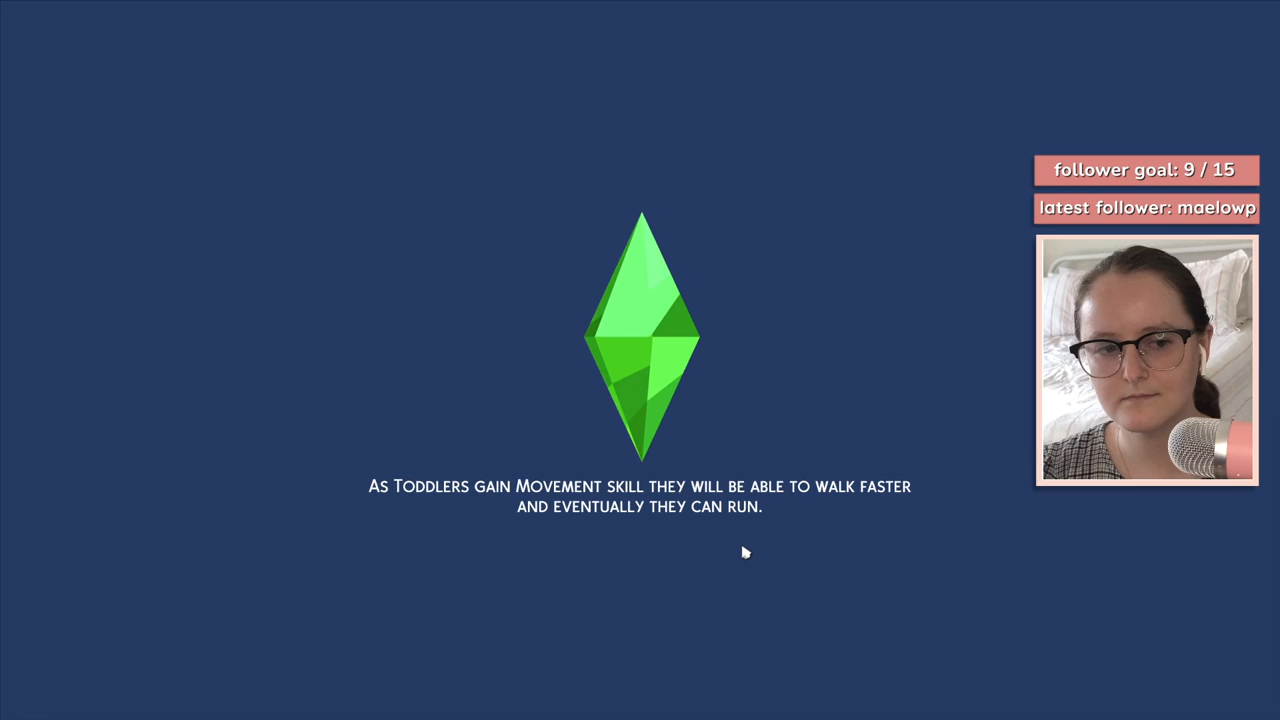 follower goal: 9 / 15
latest follower: maelowp
As Toddlers gain Movement skill they will be able to walk faster
and eventually they can run.